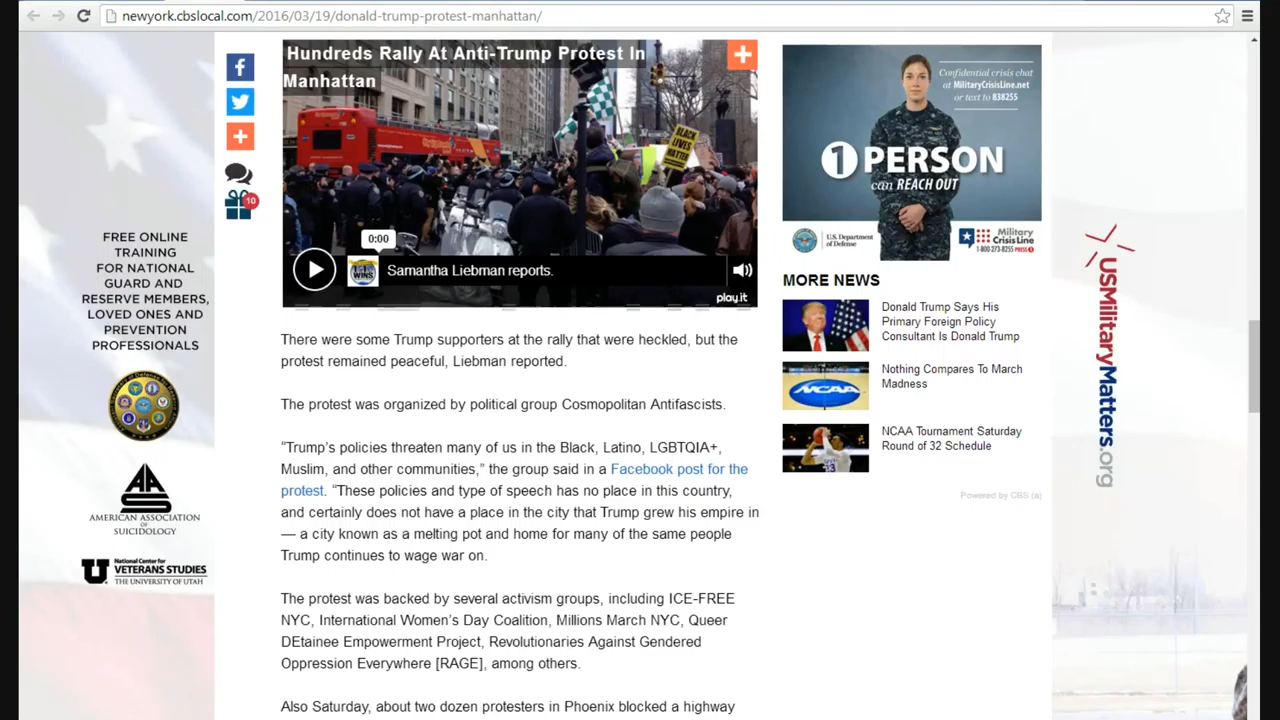 newyork.cbslocal.com/2016/03/19/donald-trump-protest-manhattan/
Hundreds Rally At Anti-Trump Protest In
Manhattan
BLACK
LIVES
MATTER
0:00
WINS
Samantha Liebman reports.
play.it
10
There were some Trump supporters at the rally that were heckled, but the
protest remained peaceful, Liebman reported.
The protest was organized by political group Cosmopolitan Antifascists.
“Trump’s policies threaten many of us in the Black, Latino, LGBTQIA+,
Muslim, and other communities,” the group said in a Facebook post for the
protest. “These policies and type of speech has no place in this country,
and certainly does not have a place in the city that Trump grew his empire in
— a city known as a melting pot and home for many of the same people
Trump continues to wage war on.
The protest was backed by several activism groups, including ICE-FREE
NYC, International Women’s Day Coalition, Millions March NYC, Queer
DEtainee Empowerment Project, Revolutionaries Against Gendered
Oppression Everywhere [RAGE], among others.
Also Saturday, about two dozen protesters in Phoenix blocked a highway
FREE ONLINE
TRAINING
FOR NATIONAL
GUARD AND
RESERVE MEMBERS,
LOVED ONES AND
PREVENTION
PROFESSIONALS
AAS
AMERICAN ASSOCIATION
OF
SUICIDOLOGY
U
National Center for
VETERANS STUDIES
THE UNIVERSITY OF UTAH
Confidential crisis chat
at MilitaryCrisisLine.net
or text to 838255
1 PERSON
can REACH OUT
U.S. Department
of Defense
Military
Crisis Line
1-800-273-8255 PRESS 1
MORE NEWS
Donald Trump Says His
Primary Foreign Policy
Consultant Is Donald Trump
NCAA
Nothing Compares To March
Madness
33
NCAA Tournament Saturday
Round of 32 Schedule
Powered by CBS (a)
USMilitaryMatters.org